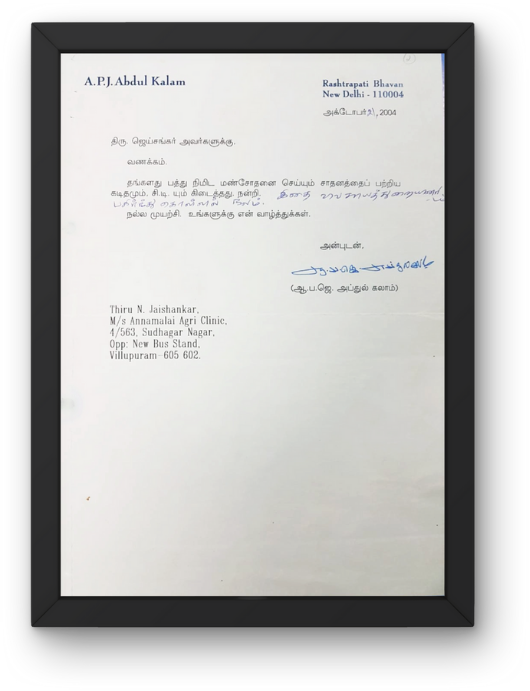 A.P.J. Abdul Kalam
Rashtrapati Bhavan
New Delhi - 110004
அக்டோபர், 2004
திரு. ஜெய்சங்கர் அவர்களுக்கு,
வணக்கம்.
தங்களது பத்து நிமிட மண்சோதனை செய்யும் சாதனத்தைப் பற்றிய
கடிதமும், சி.டி. யும் கிடைத்தது. நன்றி. இதை
நல்ல முயற்சி. உங்களுக்கு என் வாழ்த்துக்கள்.
அன்புடன்,
(ஆ.ப.ஜெ. அப்துல் கலாம்)
Thiru N. Jaishankar,
M/s Annamalai Agri Clinic,
4/563, Sudhagar Nagar,
Opp: New Bus Stand,
Villupuram-605 602.